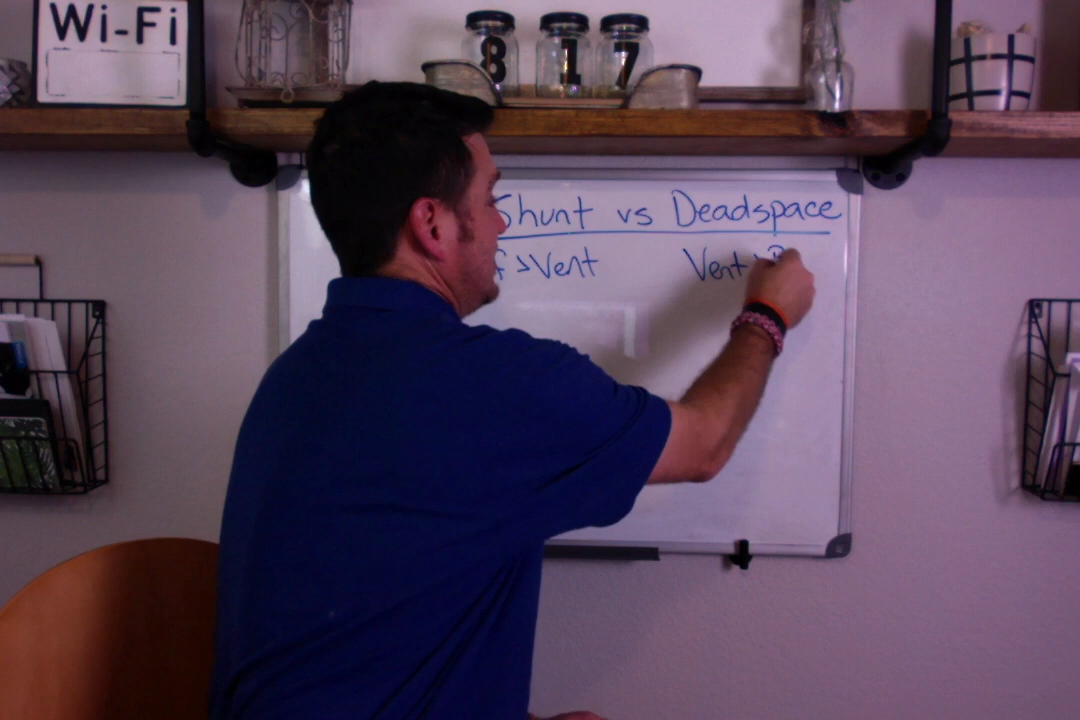 Wi-Fi
8 1 7
Shunt vs Deadspace
f > Vent
Vent >